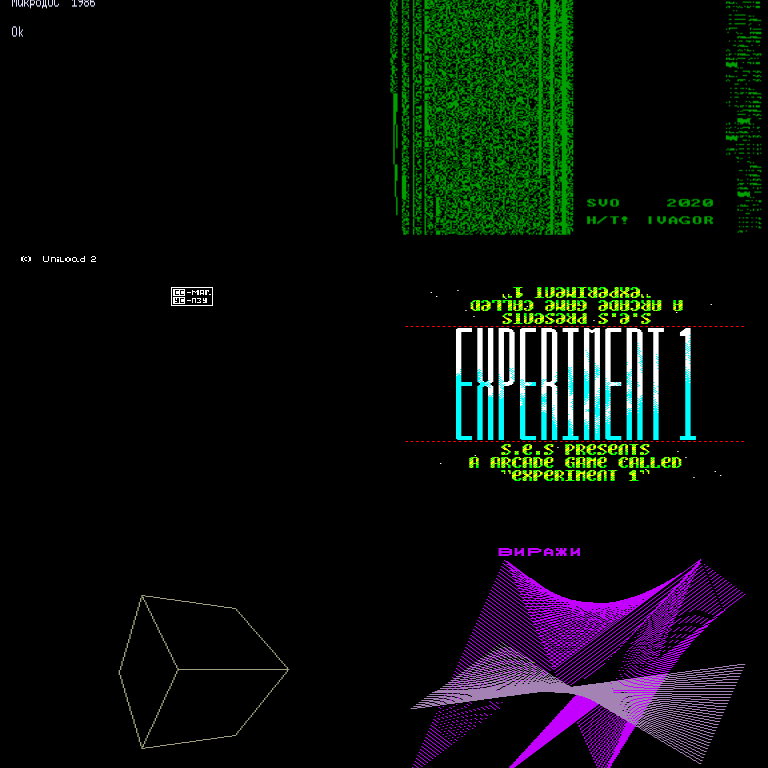 МикроДОС 1986
Ok
SVO 2020
H/T! IVAGOR
© UniLoad 2
"EXPERIMENT 1"
A ARCADE GAME CALLED
S.E.S PRESENTS
EXPERIMENT 1
S.E.S PRESENTS
A ARCADE GAME CALLED
"EXPERIMENT 1"
ВИРАЖИ